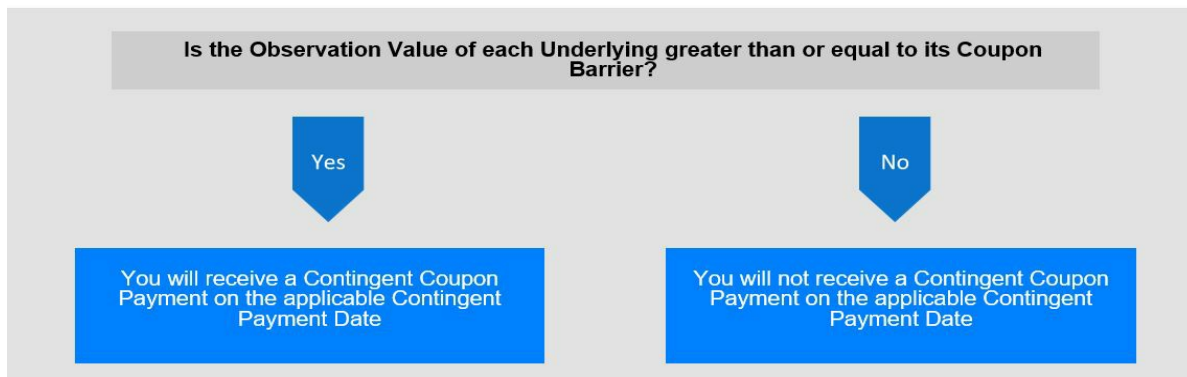 Is the Observation Value of each Underlying greater than or equal to its Coupon
Barrier?
Yes
No
You will receive a Contingent Coupon
Payment on the applicable Contingent
Payment Date
You will not receive a Contingent Coupon
Payment on the applicable Contingent
Payment Date